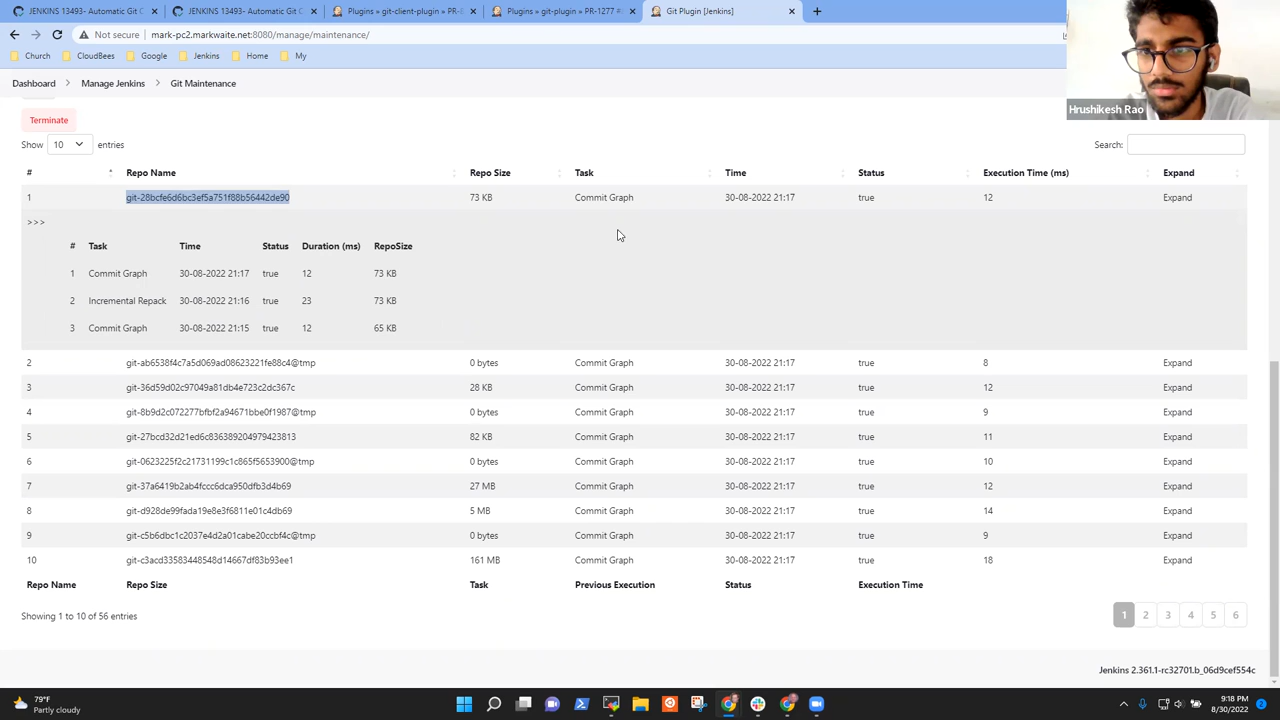 JENKINS 13493- Automatic Git C
JENKINS 13493 - Automatic Git C
Plugins » git-client-plugin » PR-
Plugins » git-plugin » PR-1277 #
Git Plugin [Jenkins]
Not secure mark-pc2.markwaite.net:8080/manage/maintenance/
Church CloudBees Google Jenkins Home My
Dashboard Manage Jenkins Git Maintenance
Hrushikesh Rao
Terminate
Show 10 entries Search:
# Repo Name Repo Size Task Time Status Execution Time (ms) Expand
1 git-28bcfe6d6bc3ef5a751f88b56442de90 73 KB Commit Graph 30-08-2022 21:17 true 12 Expand
>>>
# Task Time Status Duration (ms) RepoSize
1 Commit Graph 30-08-2022 21:17 true 12 73 KB
2 Incremental Repack 30-08-2022 21:16 true 23 73 KB
3 Commit Graph 30-08-2022 21:15 true 12 65 KB
2 git-ab6538f4c7a5d069ad08623221fe88c4@tmp 0 bytes Commit Graph 30-08-2022 21:17 true 8 Expand
3 git-36d59d02c97049a81db4e723c2dc367c 28 KB Commit Graph 30-08-2022 21:17 true 12 Expand
4 git-8b9d2c072277bfbf2a94671bbe0f1987@tmp 0 bytes Commit Graph 30-08-2022 21:17 true 9 Expand
5 git-27bcd32d21ed6c836389204979423813 82 KB Commit Graph 30-08-2022 21:17 true 11 Expand
6 git-0623225f2c21731199c1c865f5653900@tmp 0 bytes Commit Graph 30-08-2022 21:17 true 10 Expand
7 git-37a6419b2ab4fccc6dca950dfb3d4b69 27 MB Commit Graph 30-08-2022 21:17 true 12 Expand
8 git-d928de99fada19e8e3f6811e01c4db69 5 MB Commit Graph 30-08-2022 21:17 true 14 Expand
9 git-c5b6dbc1c2037e4d2a01cabe20ccbf4c@tmp 0 bytes Commit Graph 30-08-2022 21:17 true 9 Expand
10 git-c3acd33583448548d14667df83b93ee1 161 MB Commit Graph 30-08-2022 21:17 true 18 Expand
Repo Name Repo Size Task Previous Execution Status Execution Time
Showing 1 to 10 of 56 entries 1 2 3 4 5 6
Jenkins 2.361.1-rc32701.b_06d9cef554c
79°F
Partly cloudy
9:18 PM
8/30/2022
2